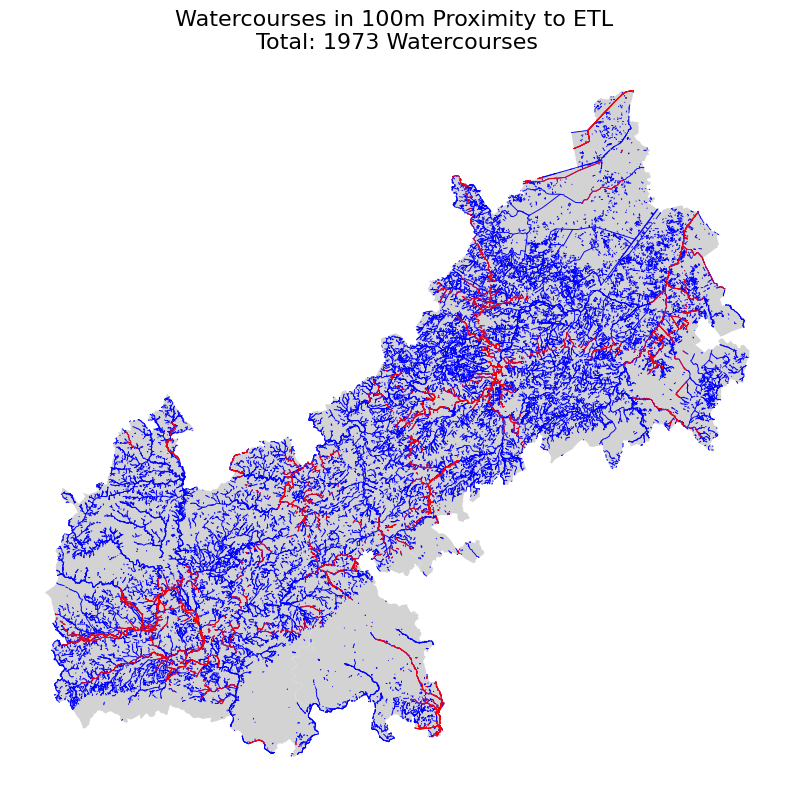 Watercourses in 100m Proximity to ETL
Total: 1973 Watercourses